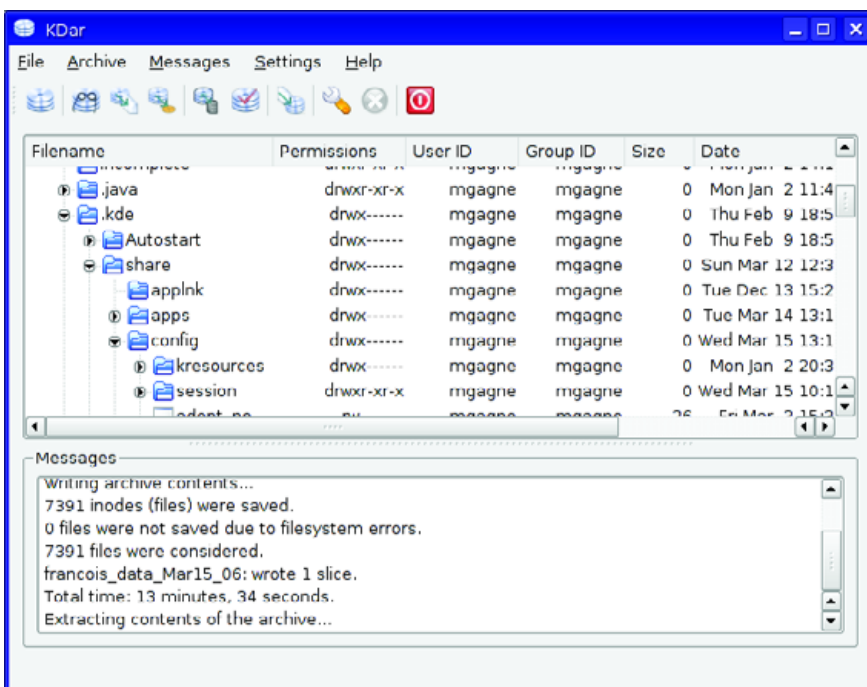 KDar
File Archive Messages Settings Help
Filename Permissions User ID Group ID Size Date
.java drwxr-xr-x mgagne mgagne 0 Mon Jan 2 11:4
.kde drwx------ mgagne mgagne 0 Thu Feb 9 18:5
Autostart drwx------ mgagne mgagne 0 Thu Feb 9 18:5
share drwx------ mgagne mgagne 0 Sun Mar 12 12:3
applnk drwx------ mgagne mgagne 0 Tue Dec 13 15:2
apps drwx------ mgagne mgagne 0 Tue Mar 14 13:1
config drwx------ mgagne mgagne 0 Wed Mar 15 13:1
kresources drwx------ mgagne mgagne 0 Mon Jan 2 20:3
session drwxr-xr-x mgagne mgagne 0 Wed Mar 15 10:1
Messages
Writing archive contents...
7391 inodes (files) were saved.
0 files were not saved due to filesystem errors.
7391 files were considered.
francois_data_Mar15_06: wrote 1 slice.
Total time: 13 minutes, 34 seconds.
Extracting contents of the archive...